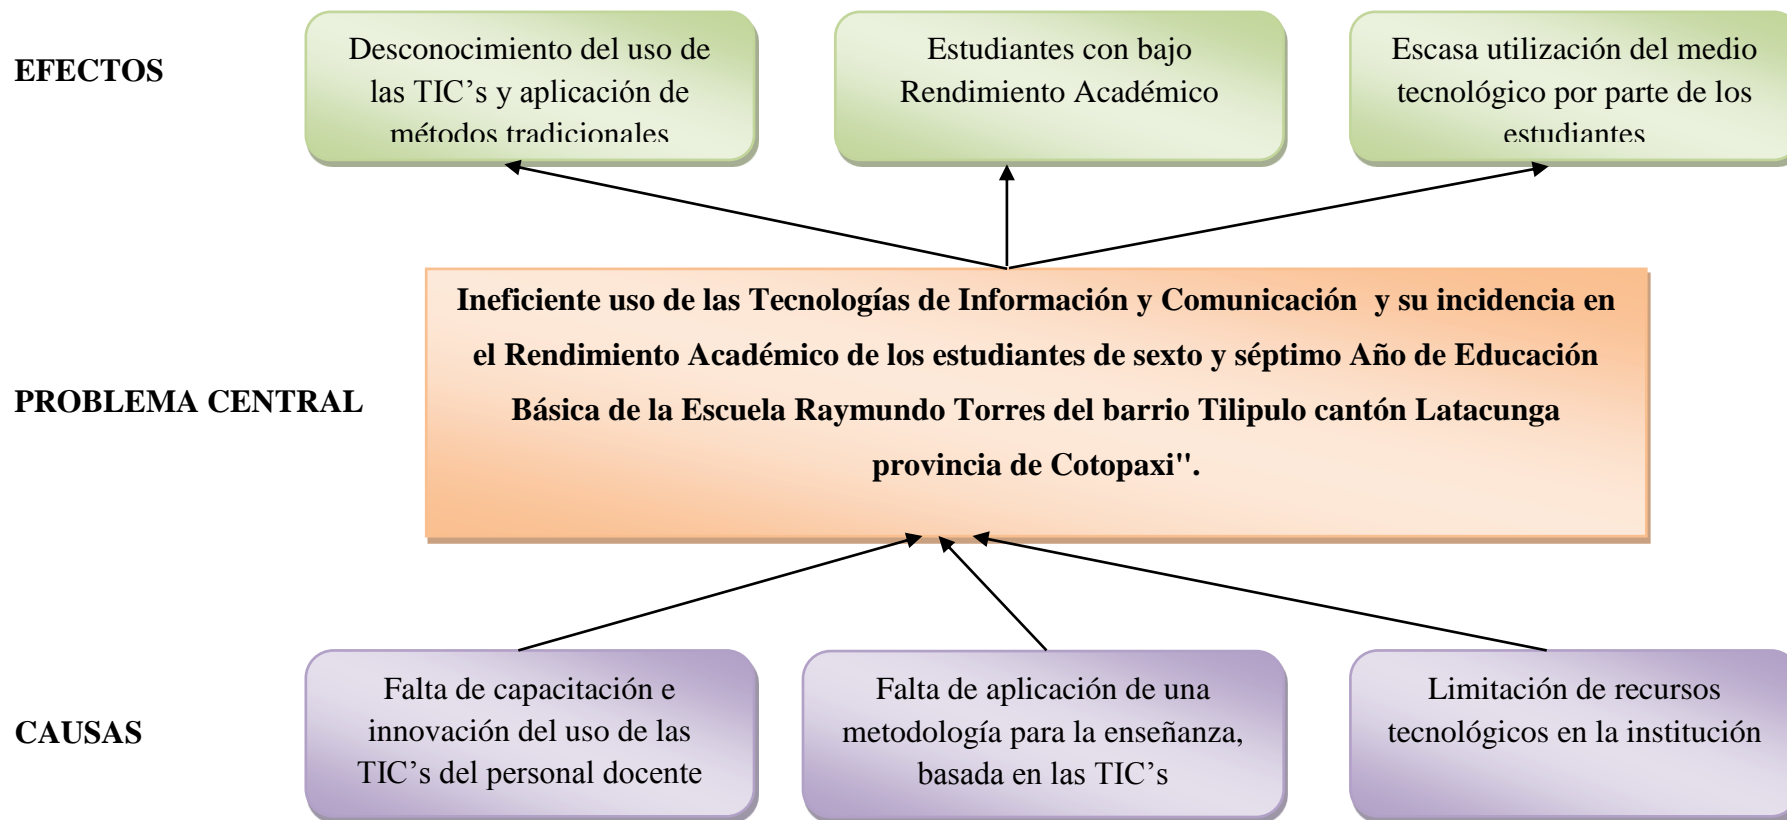 EFECTOS
Desconocimiento del uso de
las TIC’s y aplicación de
métodos tradicionales
Estudiantes con bajo
Rendimiento Académico
Escasa utilización del medio
tecnológico por parte de los
estudiantes
PROBLEMA CENTRAL
Ineficiente uso de las Tecnologías de Información y Comunicación  y su incidencia en
el Rendimiento Académico de los estudiantes de sexto y séptimo Año de Educación
Básica de la Escuela Raymundo Torres del barrio Tilipulo cantón Latacunga
provincia de Cotopaxi".
CAUSAS
Falta de capacitación e
innovación del uso de las
TIC’s del personal docente
Falta de aplicación de una
metodología para la enseñanza,
basada en las TIC’s
Limitación de recursos
tecnológicos en la institución